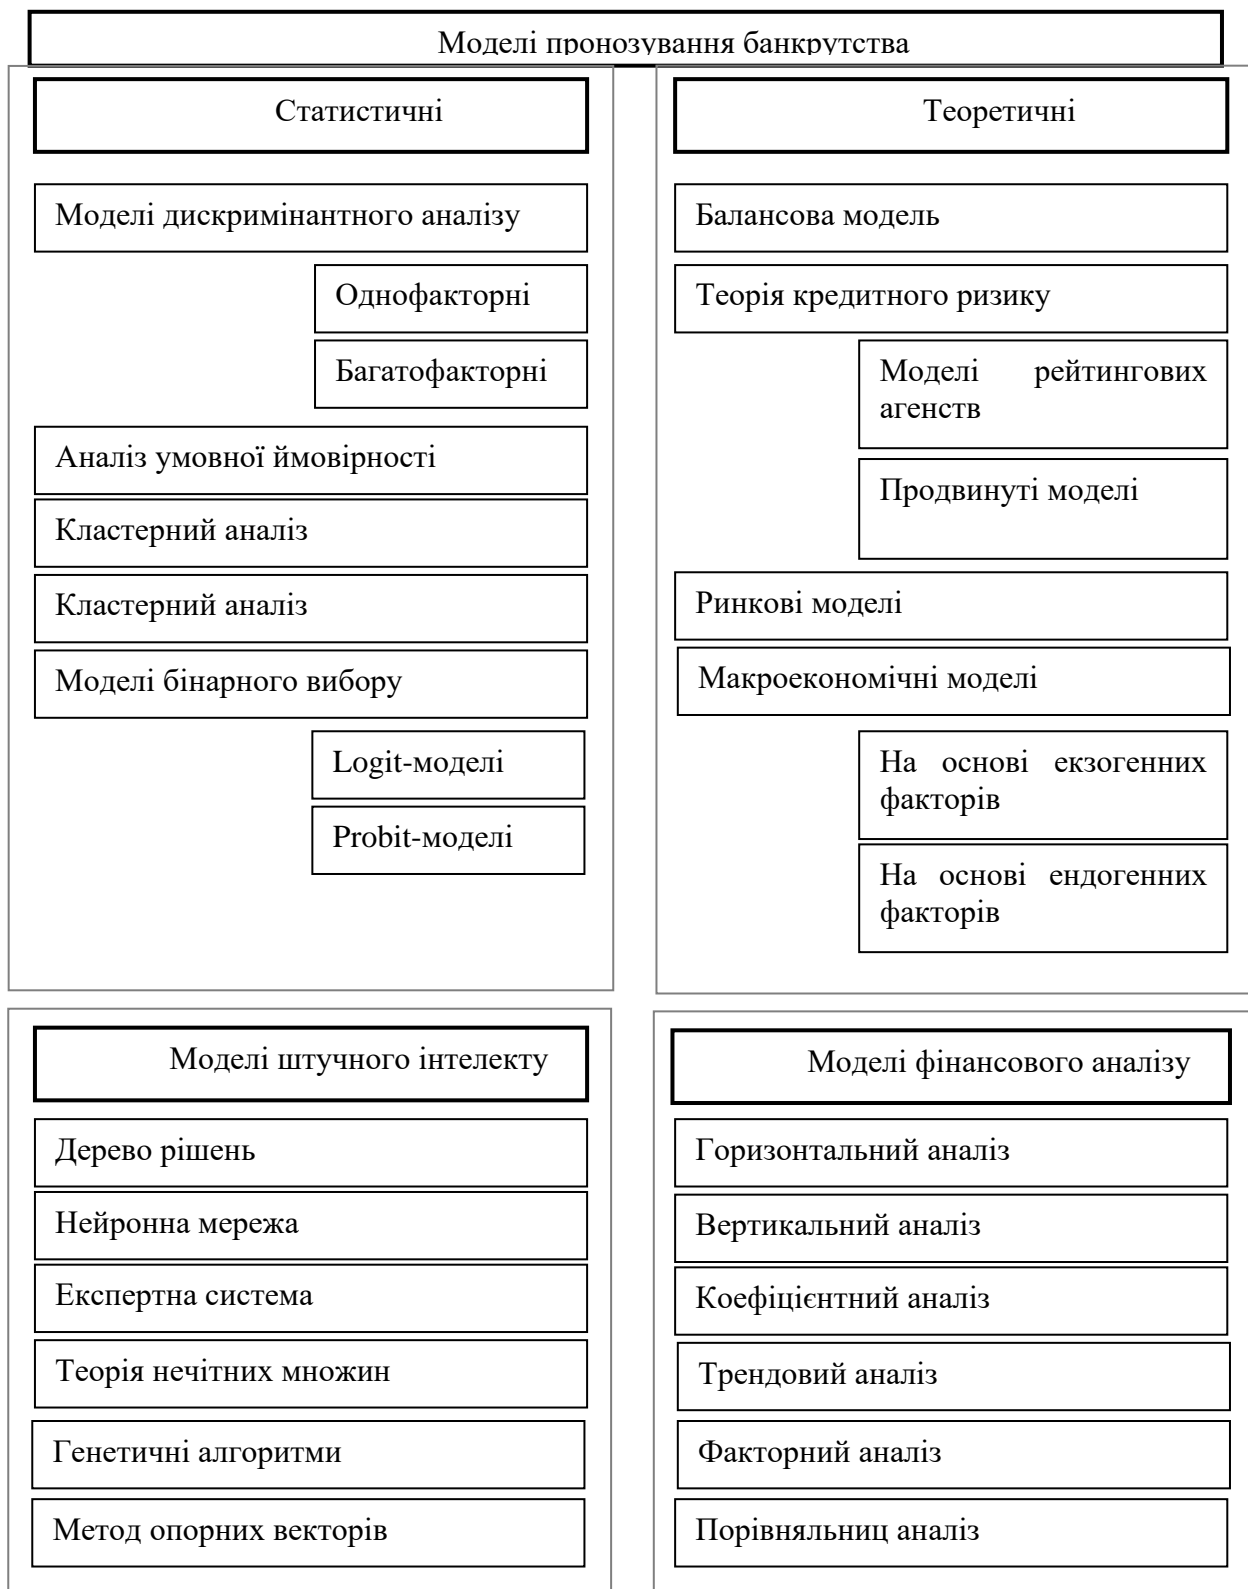 Моделі пронозування банкрутства
Статистичні
Моделі дискримінантного аналізу
Однофакторні
Багатофакторні
Аналіз умовної ймовірності
Кластерний аналіз
Кластерний аналіз
Моделі бінарного вибору
Logit-моделі
Probit-моделі
Теоретичні
Балансова модель
Теорія кредитного ризику
Моделі рейтингових
агенств
Продвинуті моделі
Ринкові моделі
Макроекономічні моделі
На основі екзогенних
факторів
На основі ендогенних
факторів
Моделі штучного інтелекту
Дерево рішень
Нейронна мережа
Експертна система
Теорія нечітних множин
Генетичні алгоритми
Метод опорних векторів
Моделі фінансового аналізу
Горизонтальний аналіз
Вертикальний аналіз
Коефіцієнтний аналіз
Трендовий аналіз
Факторний аналіз
Порівняльниц аналіз